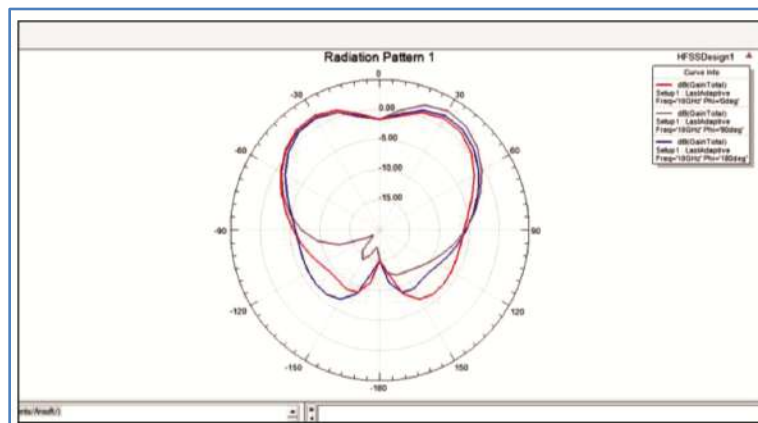 Radiation Pattern 1
HFSSDesign1
Curve Info
dB(GainTotal)
Setup1 : LastAdaptive
Freq='10GHz' Phi='0deg'
dB(GainTotal)
Setup1 : LastAdaptive
Freq='10GHz' Phi='90deg'
dB(GainTotal)
Setup1 : LastAdaptive
Freq='10GHz' Phi='180deg'
0
-30
30
0.00
-5.00
-60
60
-10.00
-15.00
-90
90
-120
120
-150
150
-180
nts/Ansoft/)